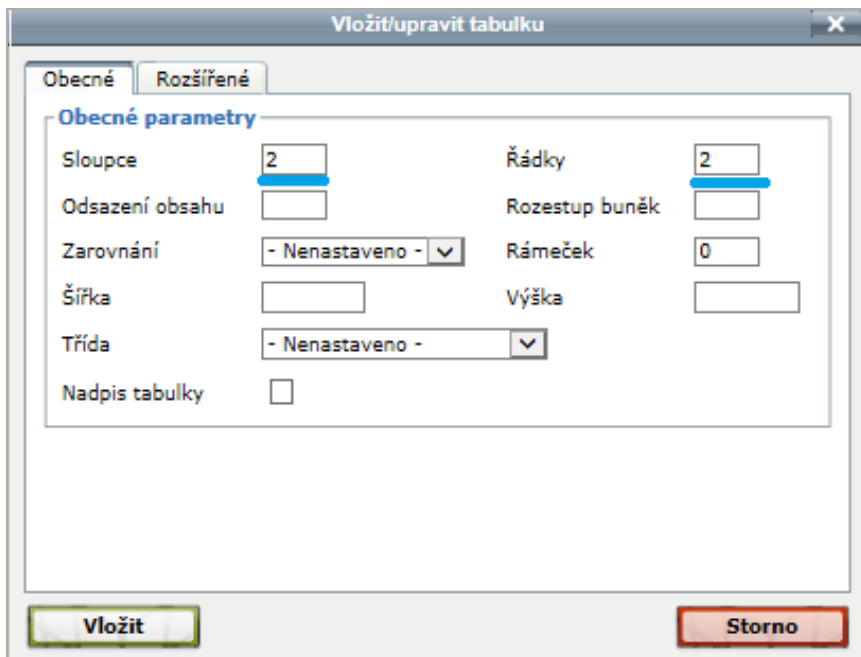 Vložit/upravit tabulku
Obecné Rozšířené
Obecné parametry
Sloupce 2 Řádky 2
Odsazení obsahu Rozestup buněk
Zarovnání - Nenastaveno - Rámeček 0
Šířka Výška
Třída - Nenastaveno -
Nadpis tabulky
Vložit Storno